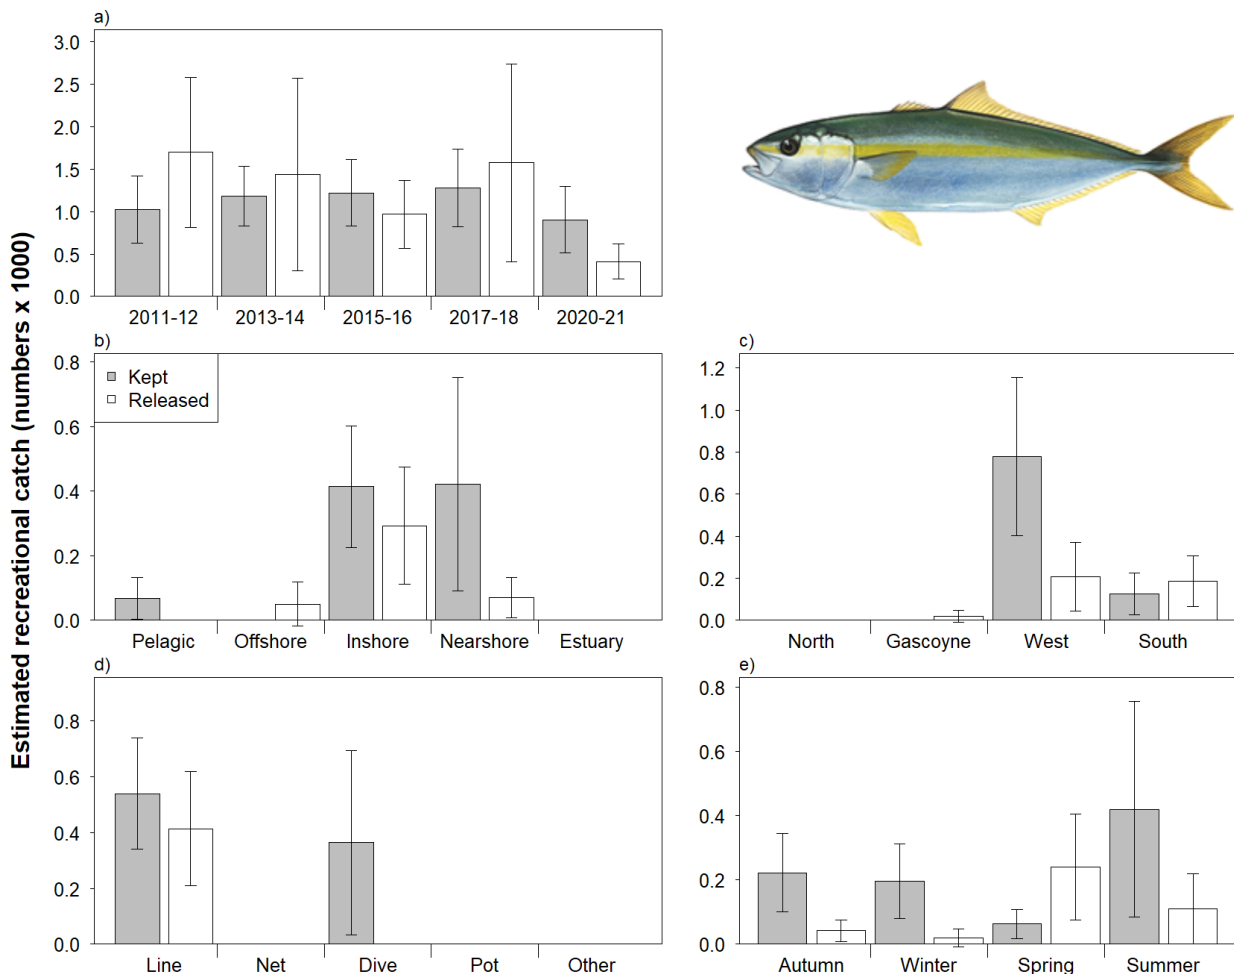 a)
3.0
2.5
2.0
1.5
1.0
0.5
0.0
2011-12 2013-14 2015-16 2017-18 2020-21
Estimated recreational catch (numbers x 1000)
b)
Kept
Released
0.8
0.6
0.4
0.2
0.0
Pelagic Offshore Inshore Nearshore Estuary
c)
1.2
1.0
0.8
0.6
0.4
0.2
0.0
North Gascoyne West South
d)
0.8
0.6
0.4
0.2
0.0
Line Net Dive Pot Other
e)
0.8
0.6
0.4
0.2
0.0
Autumn Winter Spring Summer